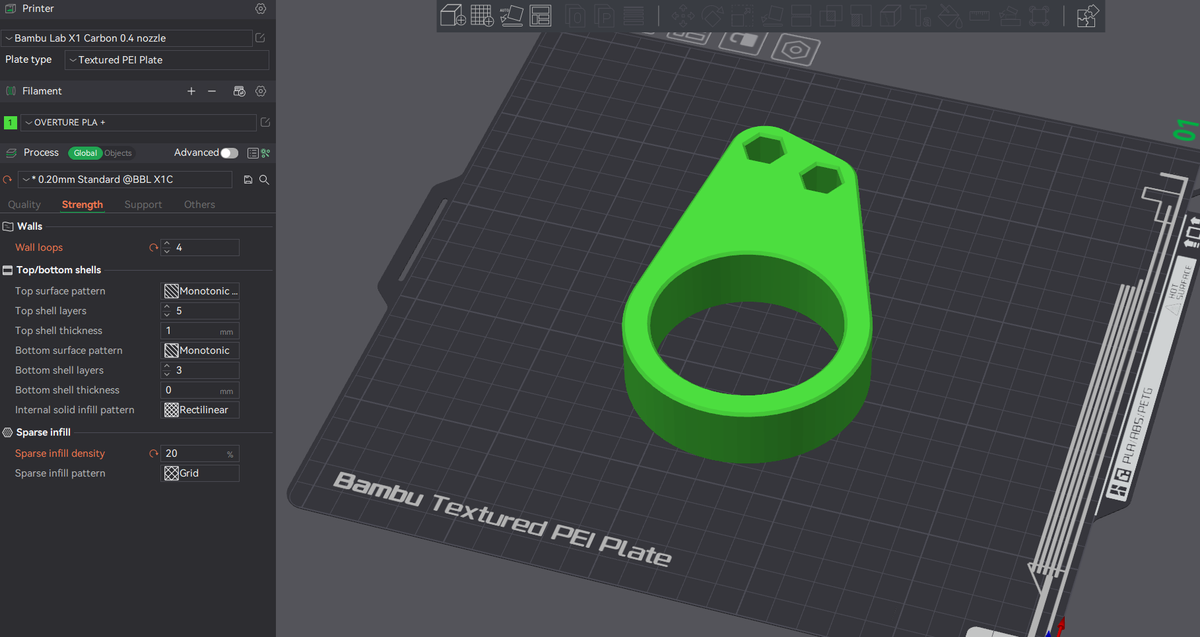 Printer
Bambu Lab X1 Carbon 0.4 nozzle
Plate type
Textured PEI Plate
Filament
1
OVERTURE PLA +
Process
Global
Objects
Advanced
* 0.20mm Standard @BBL X1C
Quality
Strength
Support
Others
Walls
Wall loops
4
Top/bottom shells
Top surface pattern
Monotonic ...
Top shell layers
5
Top shell thickness
1
mm
Bottom surface pattern
Monotonic
Bottom shell layers
3
Bottom shell thickness
0
mm
Internal solid infill pattern
Rectilinear
Sparse infill
Sparse infill density
20
%
Sparse infill pattern
Grid
01
HOT
SURFACE
PLA/ABS/PETG
Bambu Textured PEI Plate